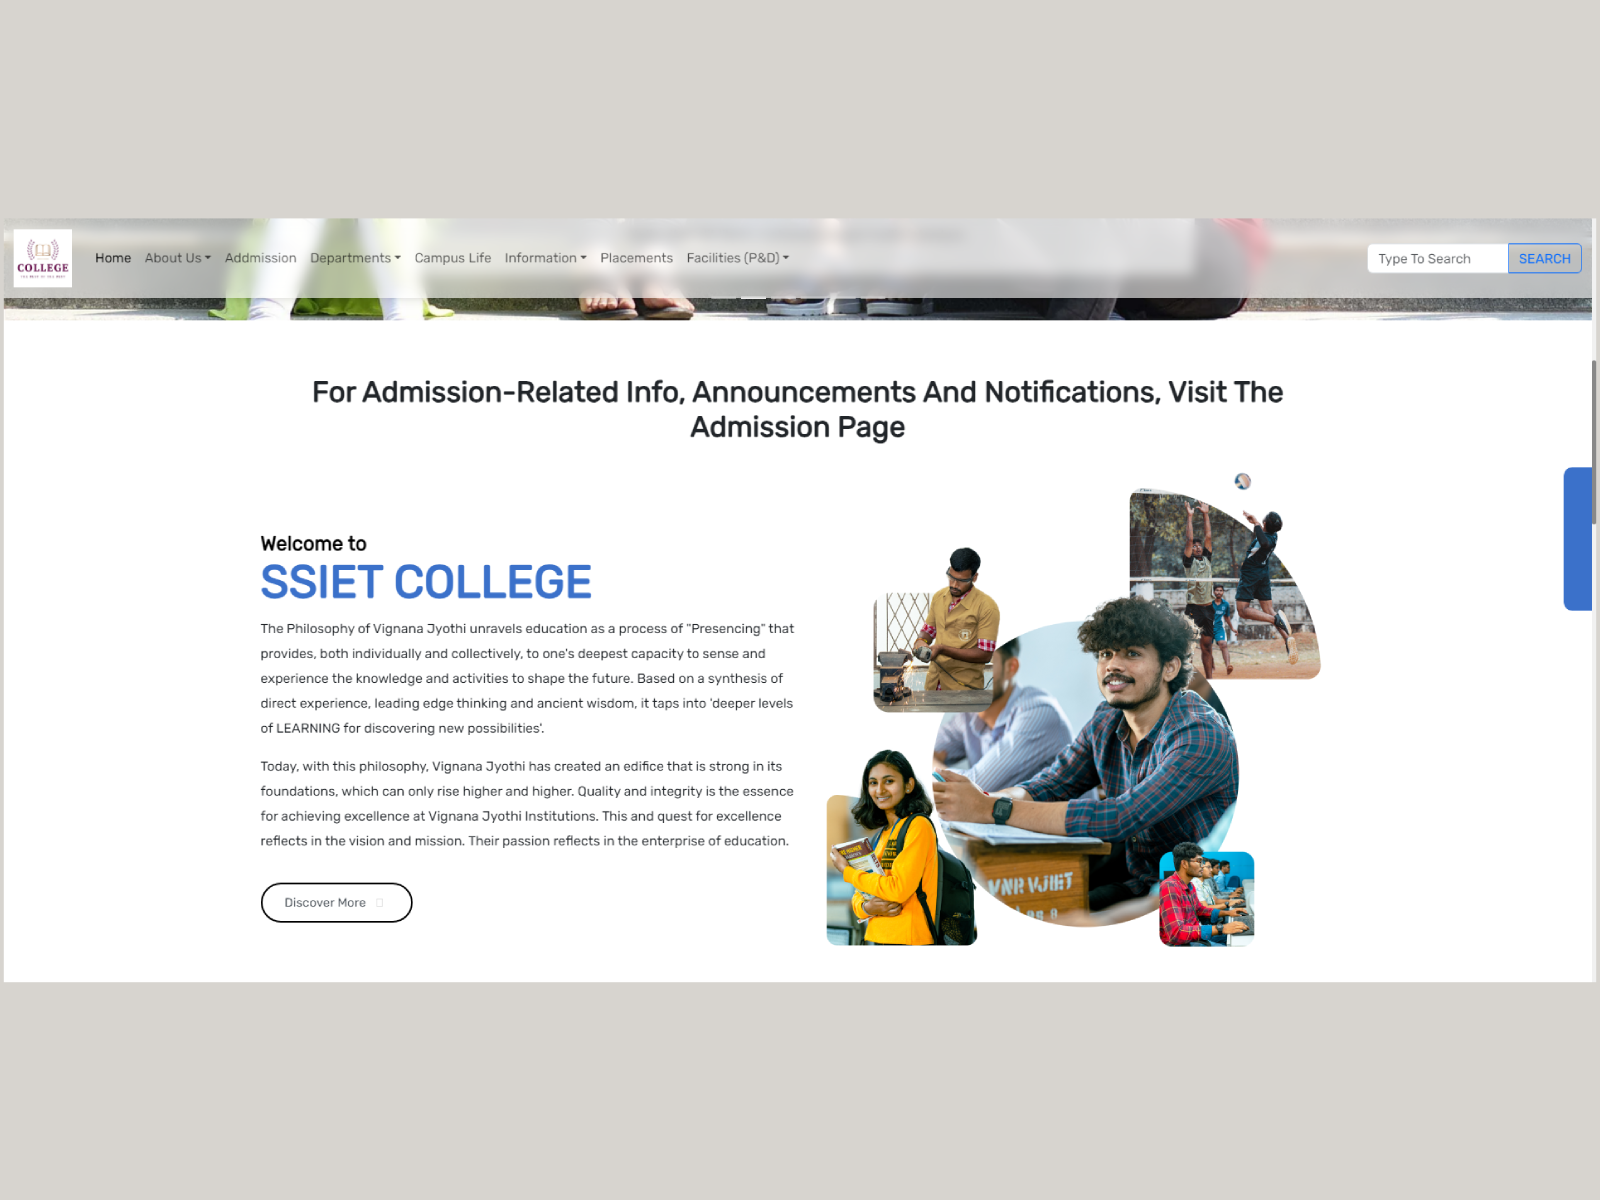 COLLEGE
Home About Us Addmission Departments Campus Life Information Placements Facilities (P&D)
Type To Search SEARCH
For Admission-Related Info, Announcements And Notifications, Visit The
Admission Page
Welcome to
SSIET COLLEGE
The Philosophy of Vignana Jyothi unravels education as a process of "Presencing" that
provides, both individually and collectively, to one's deepest capacity to sense and
experience the knowledge and activities to shape the future. Based on a synthesis of
direct experience, leading edge thinking and ancient wisdom, it taps into 'deeper levels
of LEARNING for discovering new possibilities'.
Today, with this philosophy, Vignana Jyothi has created an edifice that is strong in its
foundations, which can only rise higher and higher. Quality and integrity is the essence
for achieving excellence at Vignana Jyothi Institutions. This and quest for excellence
reflects in the vision and mission. Their passion reflects in the enterprise of education.
Discover More
VNR VJIET